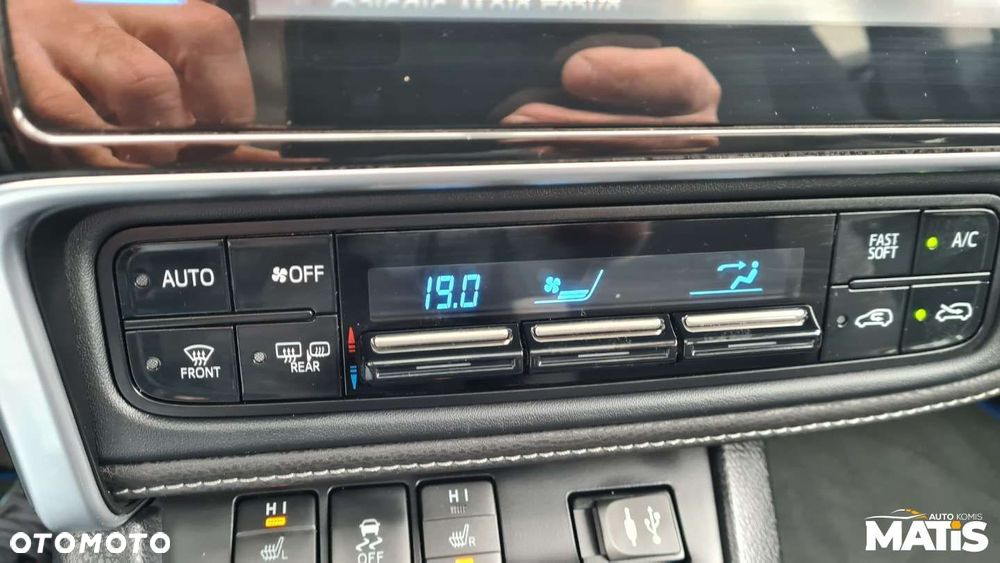 AUTO
OFF
FRONT
REAR
19.0
FAST
SOFT
A/C
HI
L
OFF
HI
R
OTOMOTO
AUTO KOMIS
MATIS